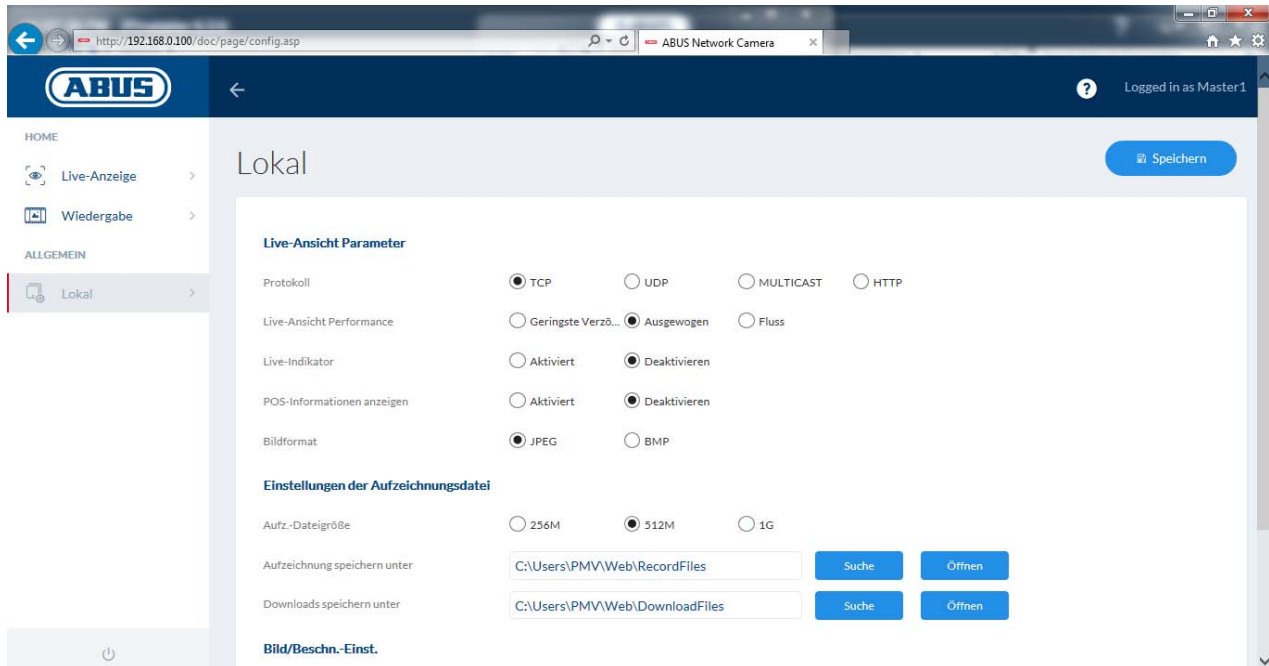 http://192.168.0.100/doc/page/config.asp
ABUS Network Camera
ABUS
Logged in as Master1
HOME
Live-Anzeige
Wiedergabe
ALLGEMEIN
Lokal
Lokal
Speichern
Live-Ansicht Parameter
Protokoll TCP UDP MULTICAST HTTP
Live-Ansicht Performance Geringste Verzö... Ausgewogen Fluss
Live-Indikator Aktiviert Deaktivieren
POS-Informationen anzeigen Aktiviert Deaktivieren
Bildformat JPEG BMP
Einstellungen der Aufzeichnungsdatei
Aufz.-Dateigröße 256M 512M 1G
Aufzeichnung speichern unter C:\Users\PMV\Web\RecordFiles Suche Öffnen
Downloads speichern unter C:\Users\PMV\Web\DownloadFiles Suche Öffnen
Bild/Beschn.-Einst.